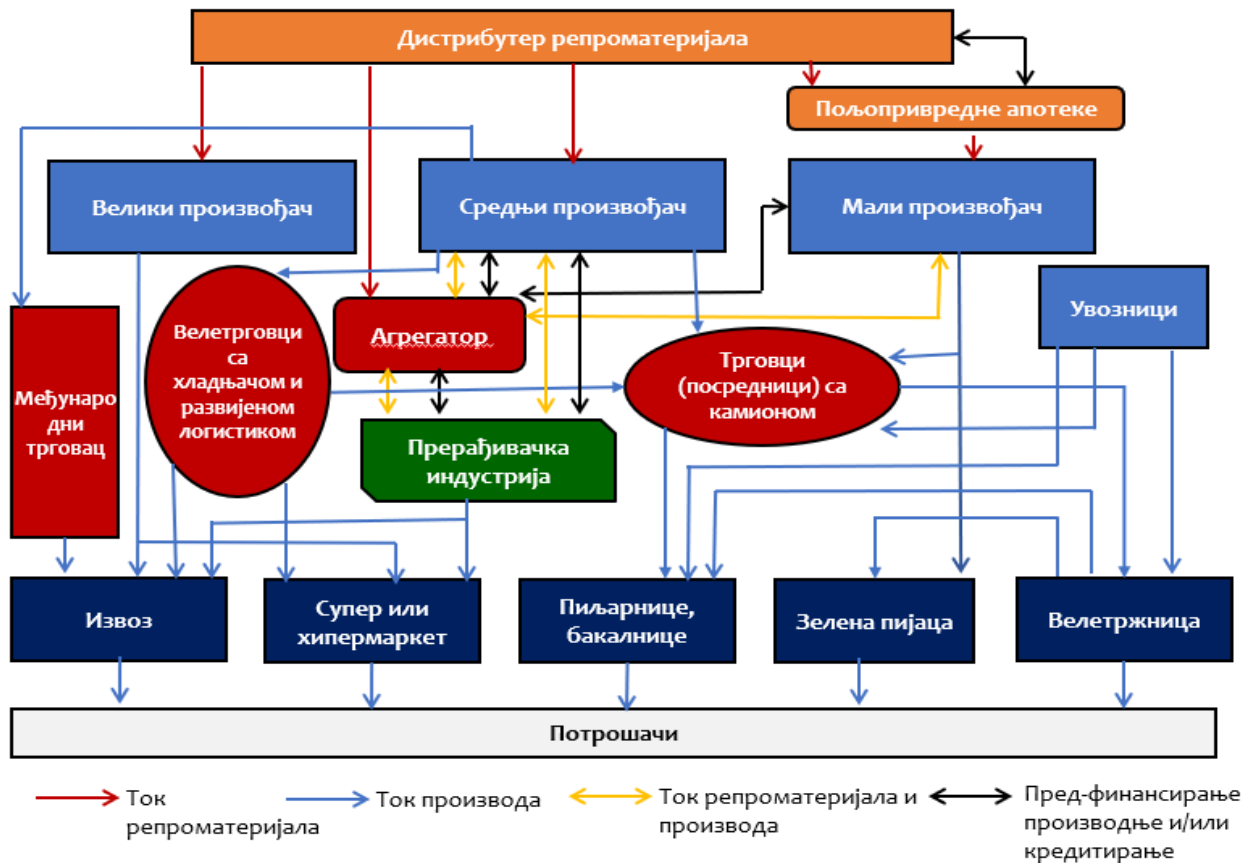 Дистрибутер репроматеријала
Пољопривредне апотеке
Велики произвођач
Средњи произвођач
Мали произвођач
Увозници
Међунаро
дни
трговац
Велетрговци
са
хладњачом и
развијеном
логистиком
Агрегатор
Трговци
(посредници) са
камионом
Прерађивачка
индустрија
Извоз
Супер или
хипермаркет
Пиљарнице,
бакалнице
Зелена пијаца
Велетржница
Потрошачи
Ток
репроматеријала
Ток производа
Ток репроматеријала и
производа
Пред-финансирање
производње и/или
кредитирање